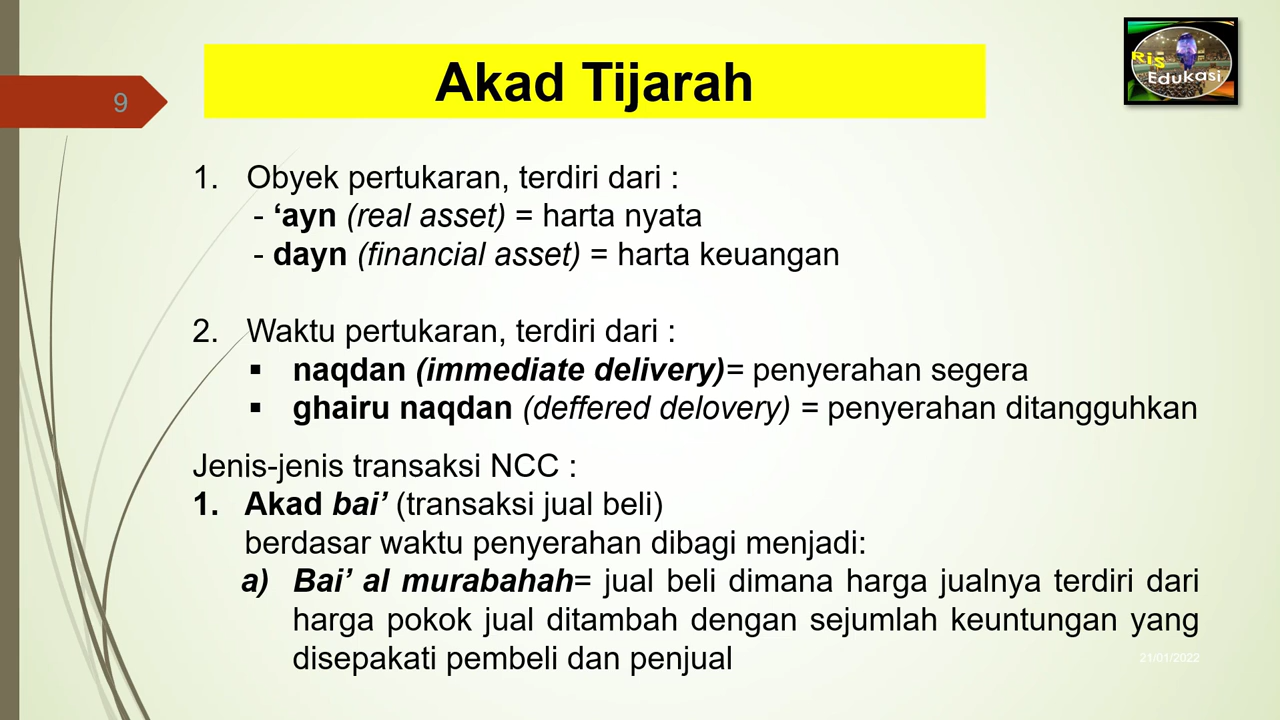 9
Akad Tijarah
Ris
Edukasi
1. Obyek pertukaran, terdiri dari :
- ‘ayn (real asset) = harta nyata
- dayn (financial asset) = harta keuangan
2. Waktu pertukaran, terdiri dari :
▪ naqdan (immediate delivery)= penyerahan segera
▪ ghairu naqdan (deffered delovery) = penyerahan ditangguhkan
Jenis-jenis transaksi NCC :
1. Akad bai’ (transaksi jual beli)
berdasar waktu penyerahan dibagi menjadi:
a) Bai’ al murabahah= jual beli dimana harga jualnya terdiri dari
harga pokok jual ditambah dengan sejumlah keuntungan yang
disepakati pembeli dan penjual
21/01/2022